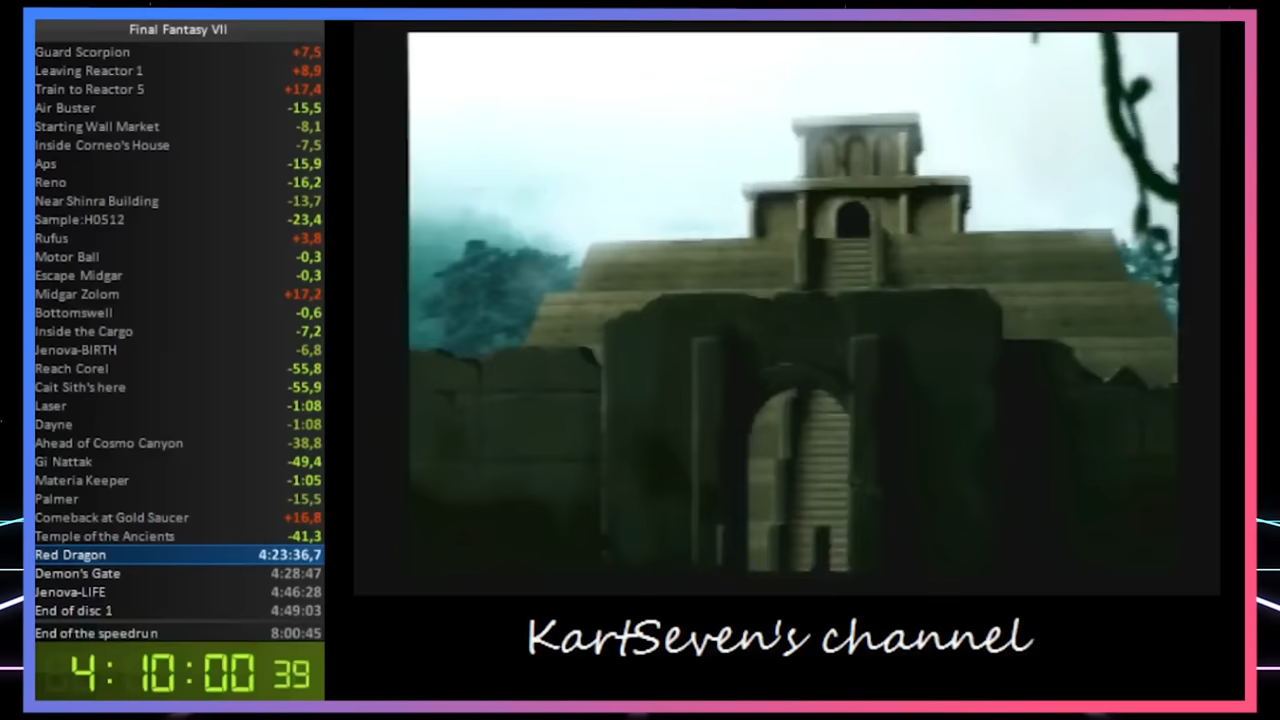 Final Fantasy VII
Guard Scorpion +7,5
Leaving Reactor 1 +8,9
Train to Reactor 5 +17,4
Air Buster -15,5
Starting Wall Market -8,1
Inside Corneo's House -7,5
Aps -15,9
Reno -16,2
Near Shinra Building -13,7
Sample:H0512 -23,4
Rufus +3,8
Motor Ball -0,3
Escape Midgar -0,3
Midgar Zolom +17,2
Bottomswell -0,6
Inside the Cargo -7,2
Jenova-BIRTH -6,8
Reach Corel -55,8
Cait Sith's here -55,9
Laser -1:08
Dayne -1:08
Ahead of Cosmo Canyon -38,8
Gi Nattak -49,4
Materia Keeper -1:05
Palmer -15,5
Comeback at Gold Saucer +16,8
Temple of the Ancients -41,3
Red Dragon 4:23:36,7
Demon's Gate 4:28:47
Jenova-LIFE 4:46:28
End of disc 1 4:49:03
End of the speedrun 8:00:45
4:10:00 39
KartSeven's channel